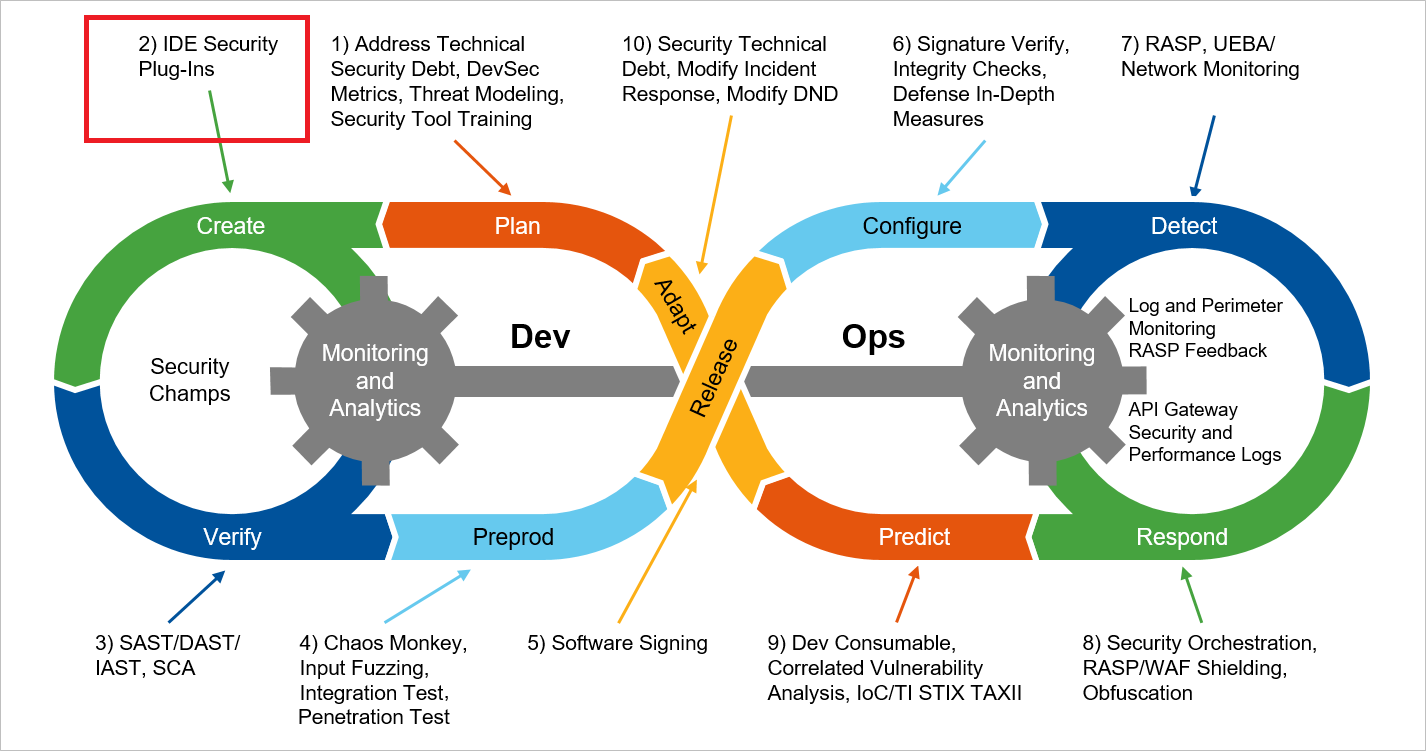 2) IDE Security
Plug-Ins
1) Address Technical
Security Debt, DevSec
Metrics, Threat Modeling,
Security Tool Training
10) Security Technical
Debt, Modify Incident
Response, Modify DND
6) Signature Verify,
Integrity Checks,
Defense In-Depth
Measures
7) RASP, UEBA/
Network Monitoring
Create
Plan
Adapt
Release
Configure
Detect
Security
Champs
Monitoring
and
Analytics
Dev
Ops
Monitoring
and
Analytics
Log and Perimeter
Monitoring
RASP Feedback
API Gateway
Security and
Performance Logs
Verify
Preprod
Predict
Respond
3) SAST/DAST/
IAST, SCA
4) Chaos Monkey,
Input Fuzzing,
Integration Test,
Penetration Test
5) Software Signing
9) Dev Consumable,
Correlated Vulnerability
Analysis, IoC/TI STIX TAXII
8) Security Orchestration,
RASP/WAF Shielding,
Obfuscation